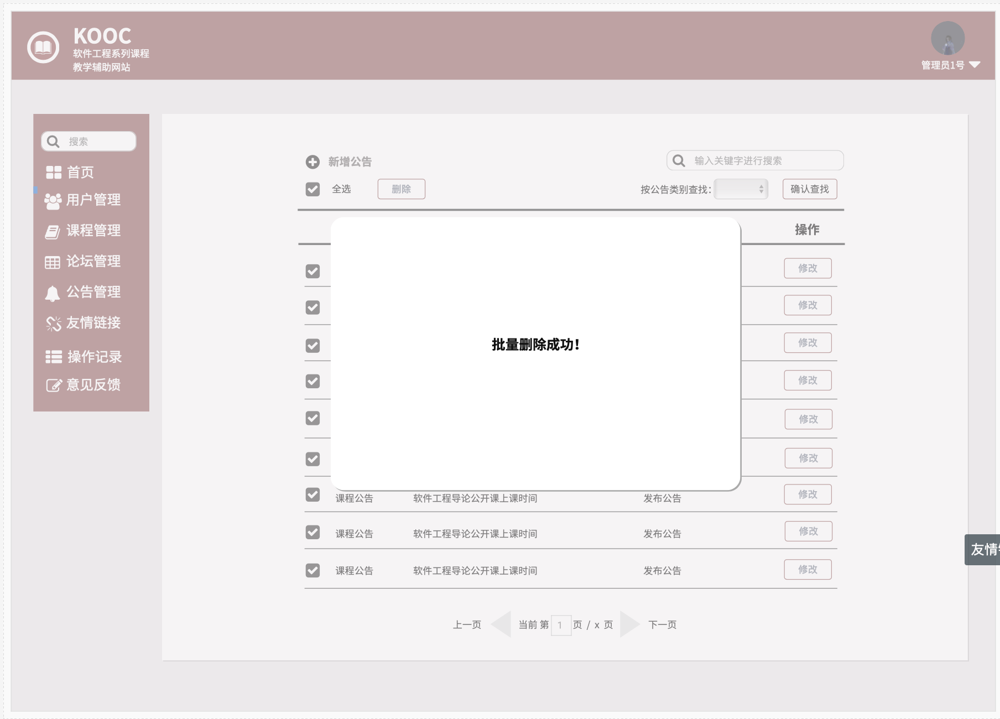 KOOC
软件工程系列课程
教学辅助网站
管理员1号
搜索
首页
用户管理
课程管理
论坛管理
公告管理
友情链接
操作记录
意见反馈
新增公告
输入关键字进行搜索
全选
删除
按公告类别查找：
确认查找
操作
修改
修改
修改
批量删除成功！
修改
修改
修改
课程公告 软件工程导论公开课上课时间 发布公告 修改
课程公告 软件工程导论公开课上课时间 发布公告 修改
友情
课程公告 软件工程导论公开课上课时间 发布公告 修改
上一页 当前 第 1 页 / x 页 下一页